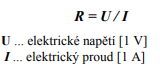 R = U / I
U ... elektrické napětí [1 V]
I ... elektrický proud [1 A]